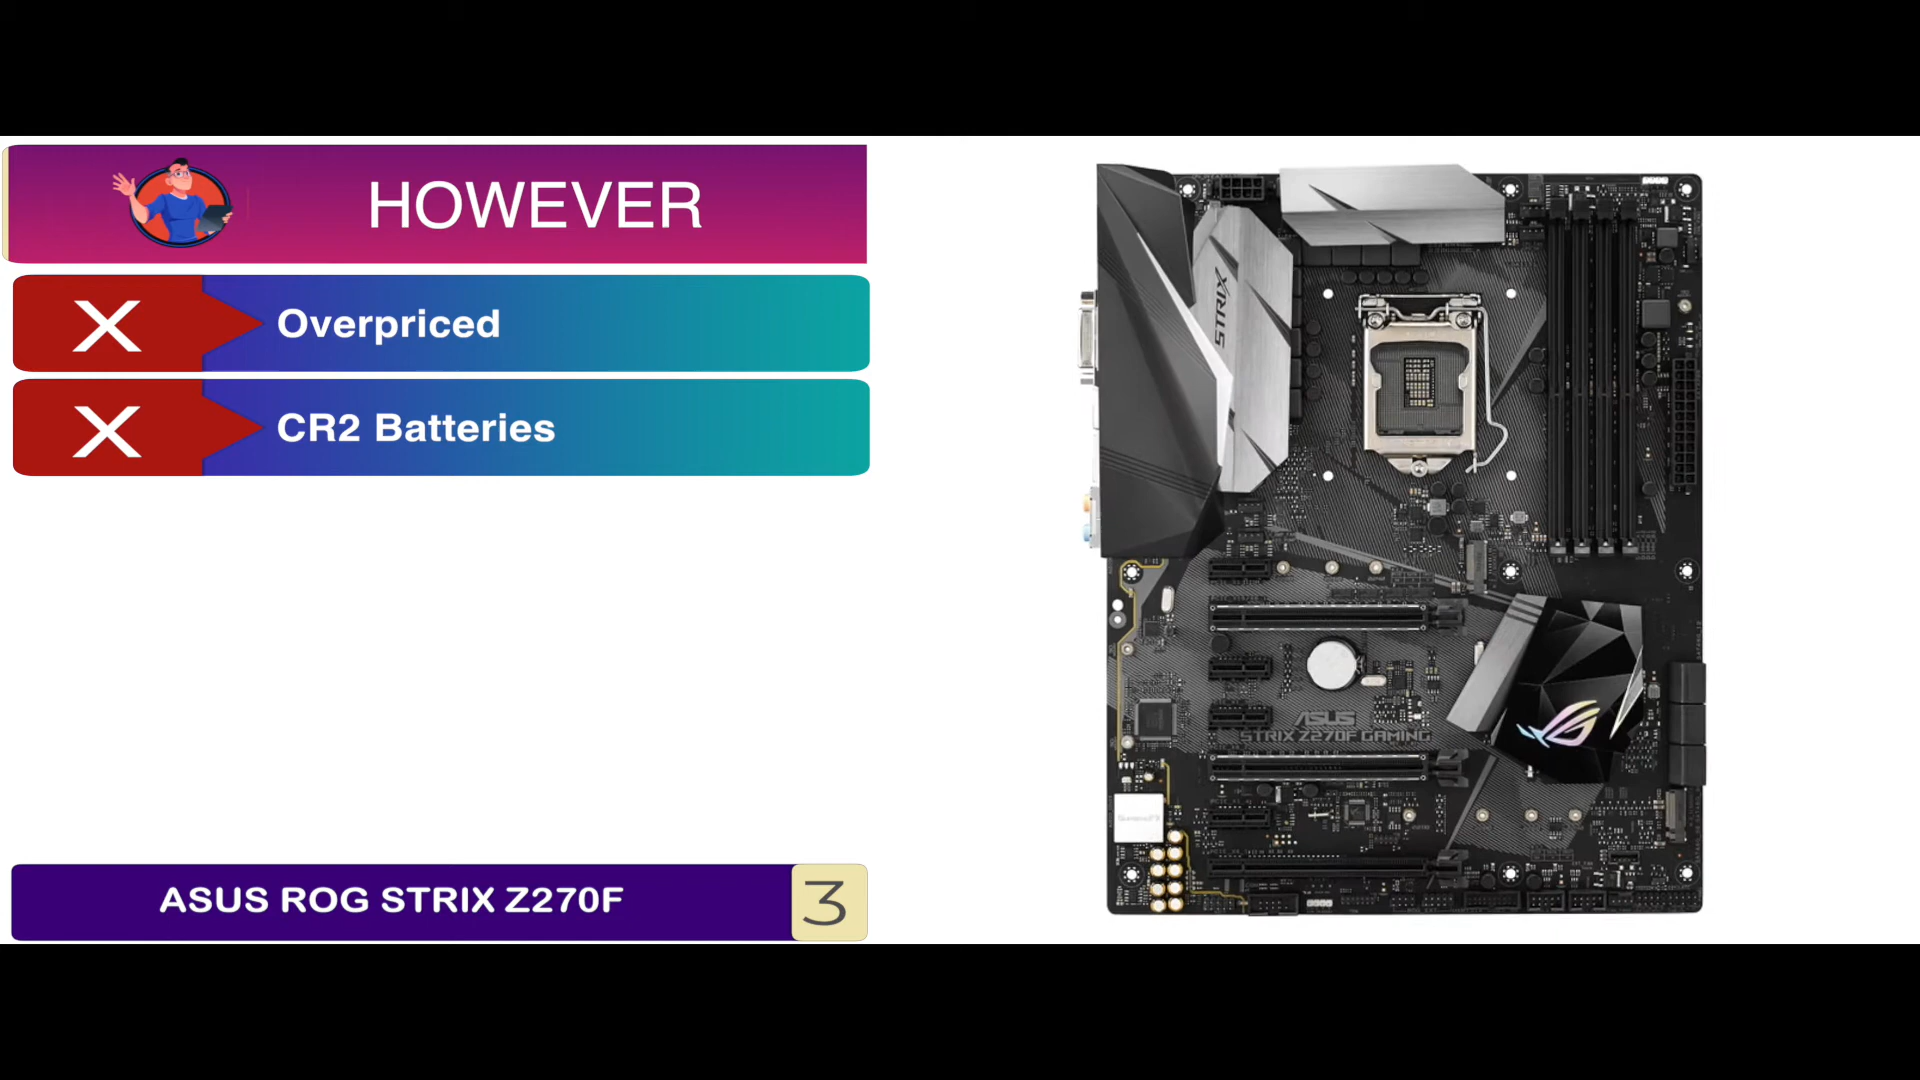 HOWEVER
Overpriced
CR2 Batteries
ASUS ROG STRIX Z270F
3
STRIX
ASUS
STRIX Z270F GAMING